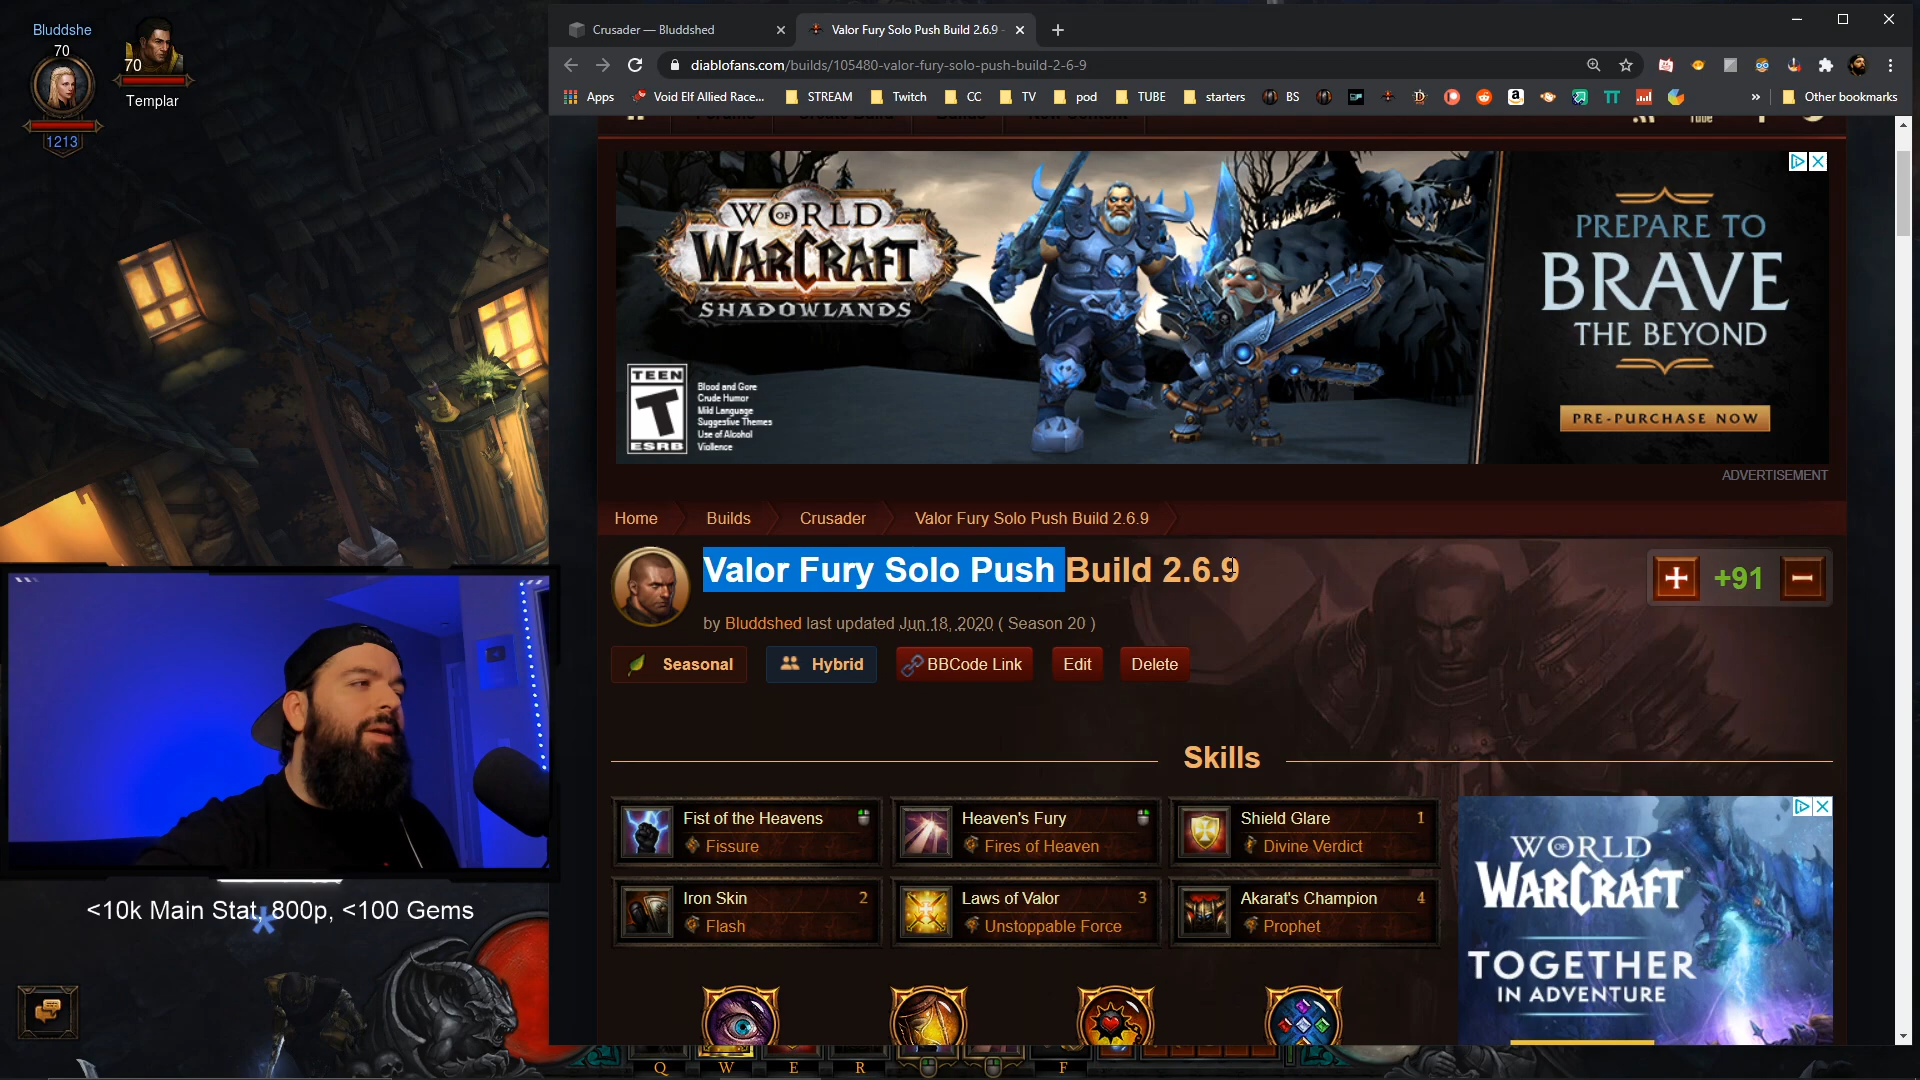 Bluddshe
70
70
Templar
1213
Crusader — Bluddshed
Valor Fury Solo Push Build 2.6.9 -
diablofans.com/builds/105480-valor-fury-solo-push-build-2-6-9
Apps
Void Elf Allied Race...
STREAM
Twitch
CC
TV
pod
TUBE
starters
BS
Other bookmarks
WORLD
OF
WARCRAFT
SHADOWLANDS
TEEN
T
ESRB
Blood and Gore
Crude Humor
Mild Language
Suggestive Themes
Use of Alcohol
Violence
PREPARE TO
BRAVE
THE BEYOND
PRE-PURCHASE NOW
ADVERTISEMENT
Home
Builds
Crusader
Valor Fury Solo Push Build 2.6.9
Valor Fury Solo Push Build 2.6.9
+91
by Bluddshed last updated Jun 18, 2020 ( Season 20 )
Seasonal
Hybrid
BBCode Link
Edit
Delete
Skills
Fist of the Heavens
Fissure
Heaven's Fury
Fires of Heaven
Shield Glare 1
Divine Verdict
Iron Skin 2
Flash
Laws of Valor 3
Unstoppable Force
Akarat's Champion 4
Prophet
WORLD
OF
WARCRAFT
TOGETHER
IN ADVENTURE
<10k Main Stat, 800p, <100 Gems
Q W E R F